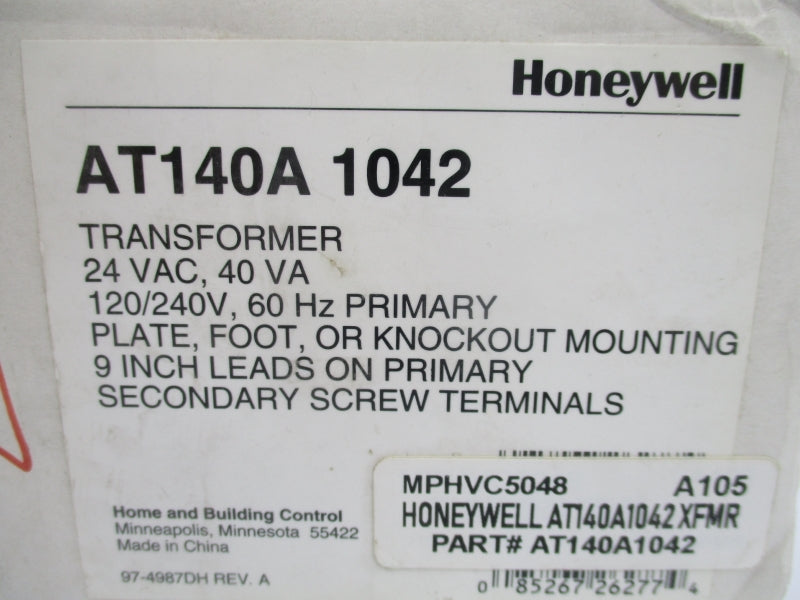 Honeywell
AT140A 1042
TRANSFORMER
24 VAC, 40 VA
120/240V, 60 Hz PRIMARY
PLATE, FOOT, OR KNOCKOUT MOUNTING
9 INCH LEADS ON PRIMARY
SECONDARY SCREW TERMINALS
Home and Building Control
Minneapolis, Minnesota 55422
Made in China
97-4987DH REV. A
MPHVC5048 A105
HONEYWELL AT140A1042 XFMR
PART# AT140A1042
0 85267 26277 4